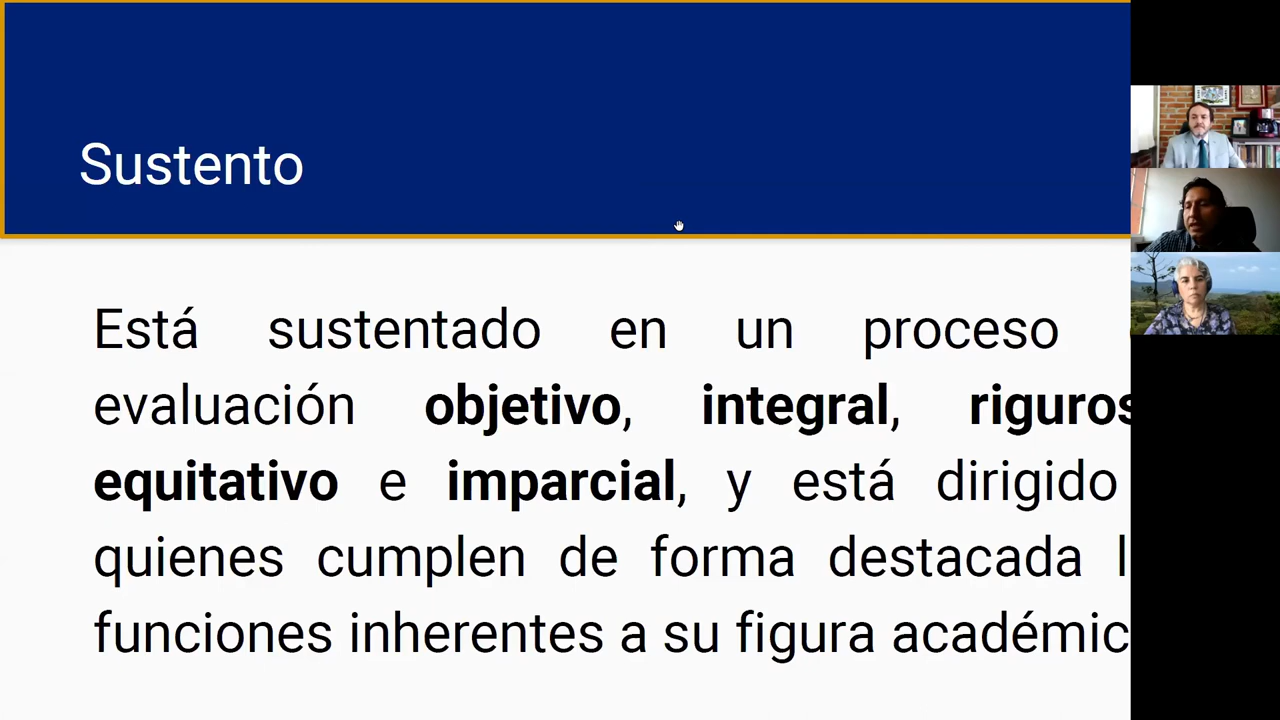 Sustento
Está sustentado en un proceso
evaluación objetivo, integral, riguros
equitativo e imparcial, y está dirigido
quienes cumplen de forma destacada l
funciones inherentes a su figura académic